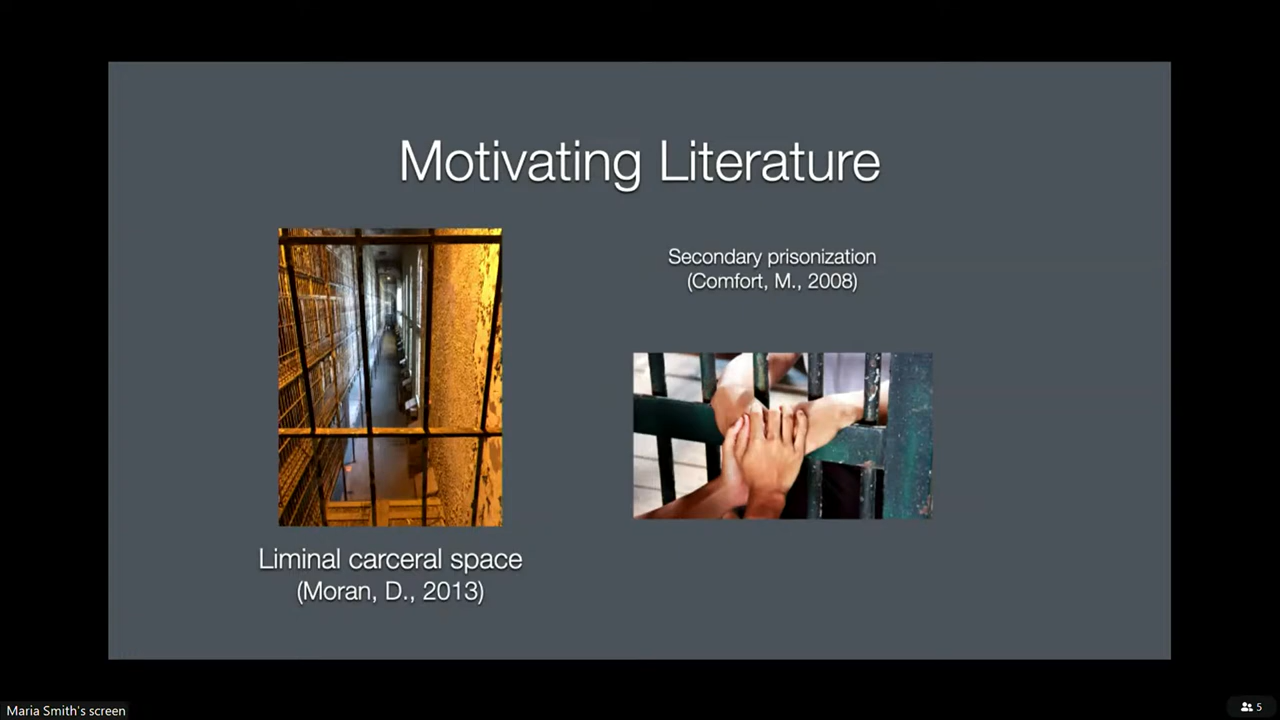 Motivating Literature
Secondary prisonization
(Comfort, M., 2008)
Liminal carceral space
(Moran, D., 2013)
Maria Smith's screen
5